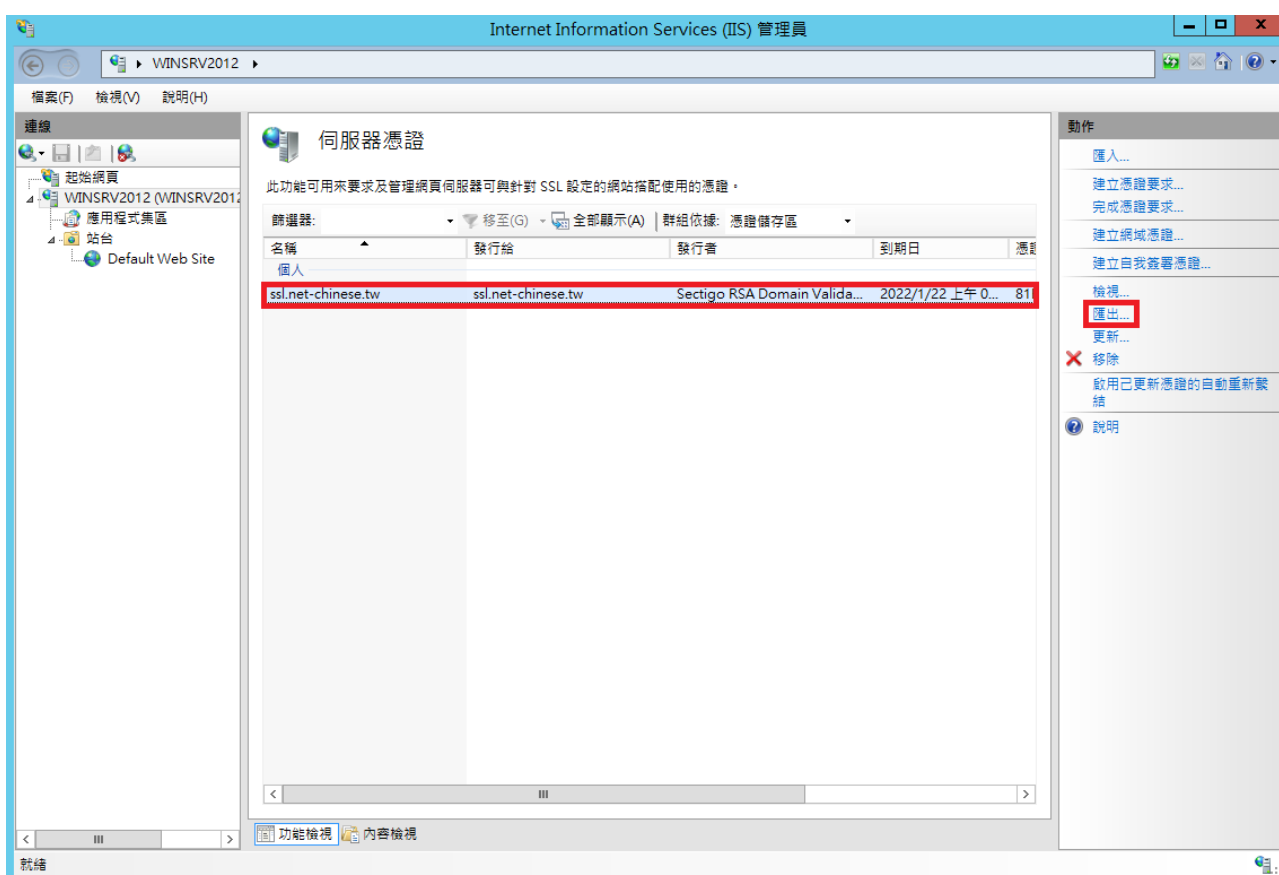 Internet Information Services (IIS) 管理員
WINSRV2012
檔案(F) 檢視(V) 說明(H)
連線
起始網頁
WINSRV2012 (WINSRV2012
應用程式集區
站台
Default Web Site
伺服器憑證
此功能可用來要求及管理網頁伺服器可與針對 SSL 設定的網站搭配使用的憑證。
篩選器: 移至(G) 全部顯示(A) 群組依據: 憑證儲存區
名稱 發行給 發行者 到期日 憑證
個人
ssl.net-chinese.tw ssl.net-chinese.tw Sectigo RSA Domain Valida... 2022/1/22 上午 0... 81
動作
匯入...
建立憑證要求...
完成憑證要求...
建立網域憑證...
建立自我簽署憑證...
檢視...
匯出...
更新...
移除
啟用已更新憑證的自動重新繫
結
說明
功能檢視 內容檢視
就緒